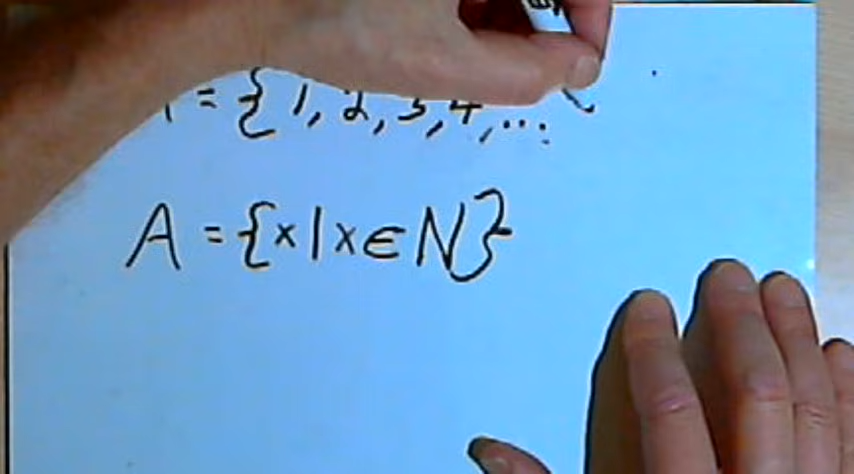 = {1, 2, 3, 4, ...
A = {x | x ∈ N}